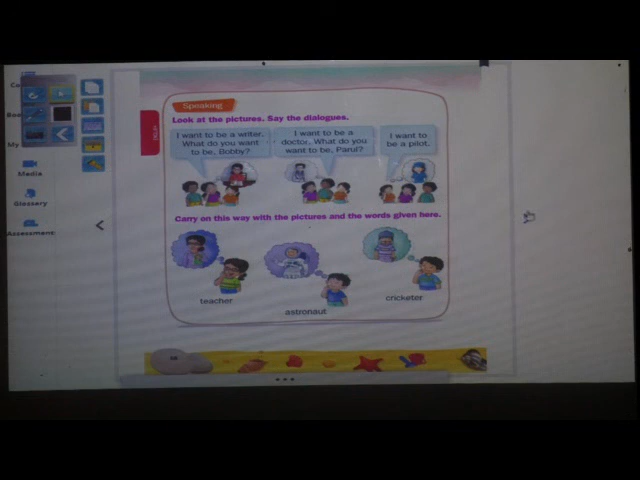 Speaking
Look at the pictures. Say the dialogues.
I want to be a writer.
What do you want
to be, Bobby?
I want to be a
doctor. What do you
want to be, Parul?
I want to
be a pilot.
Carry on this way with the pictures and the words given here.
teacher
astronaut
cricketer
My
Media
Glossary
Assessment